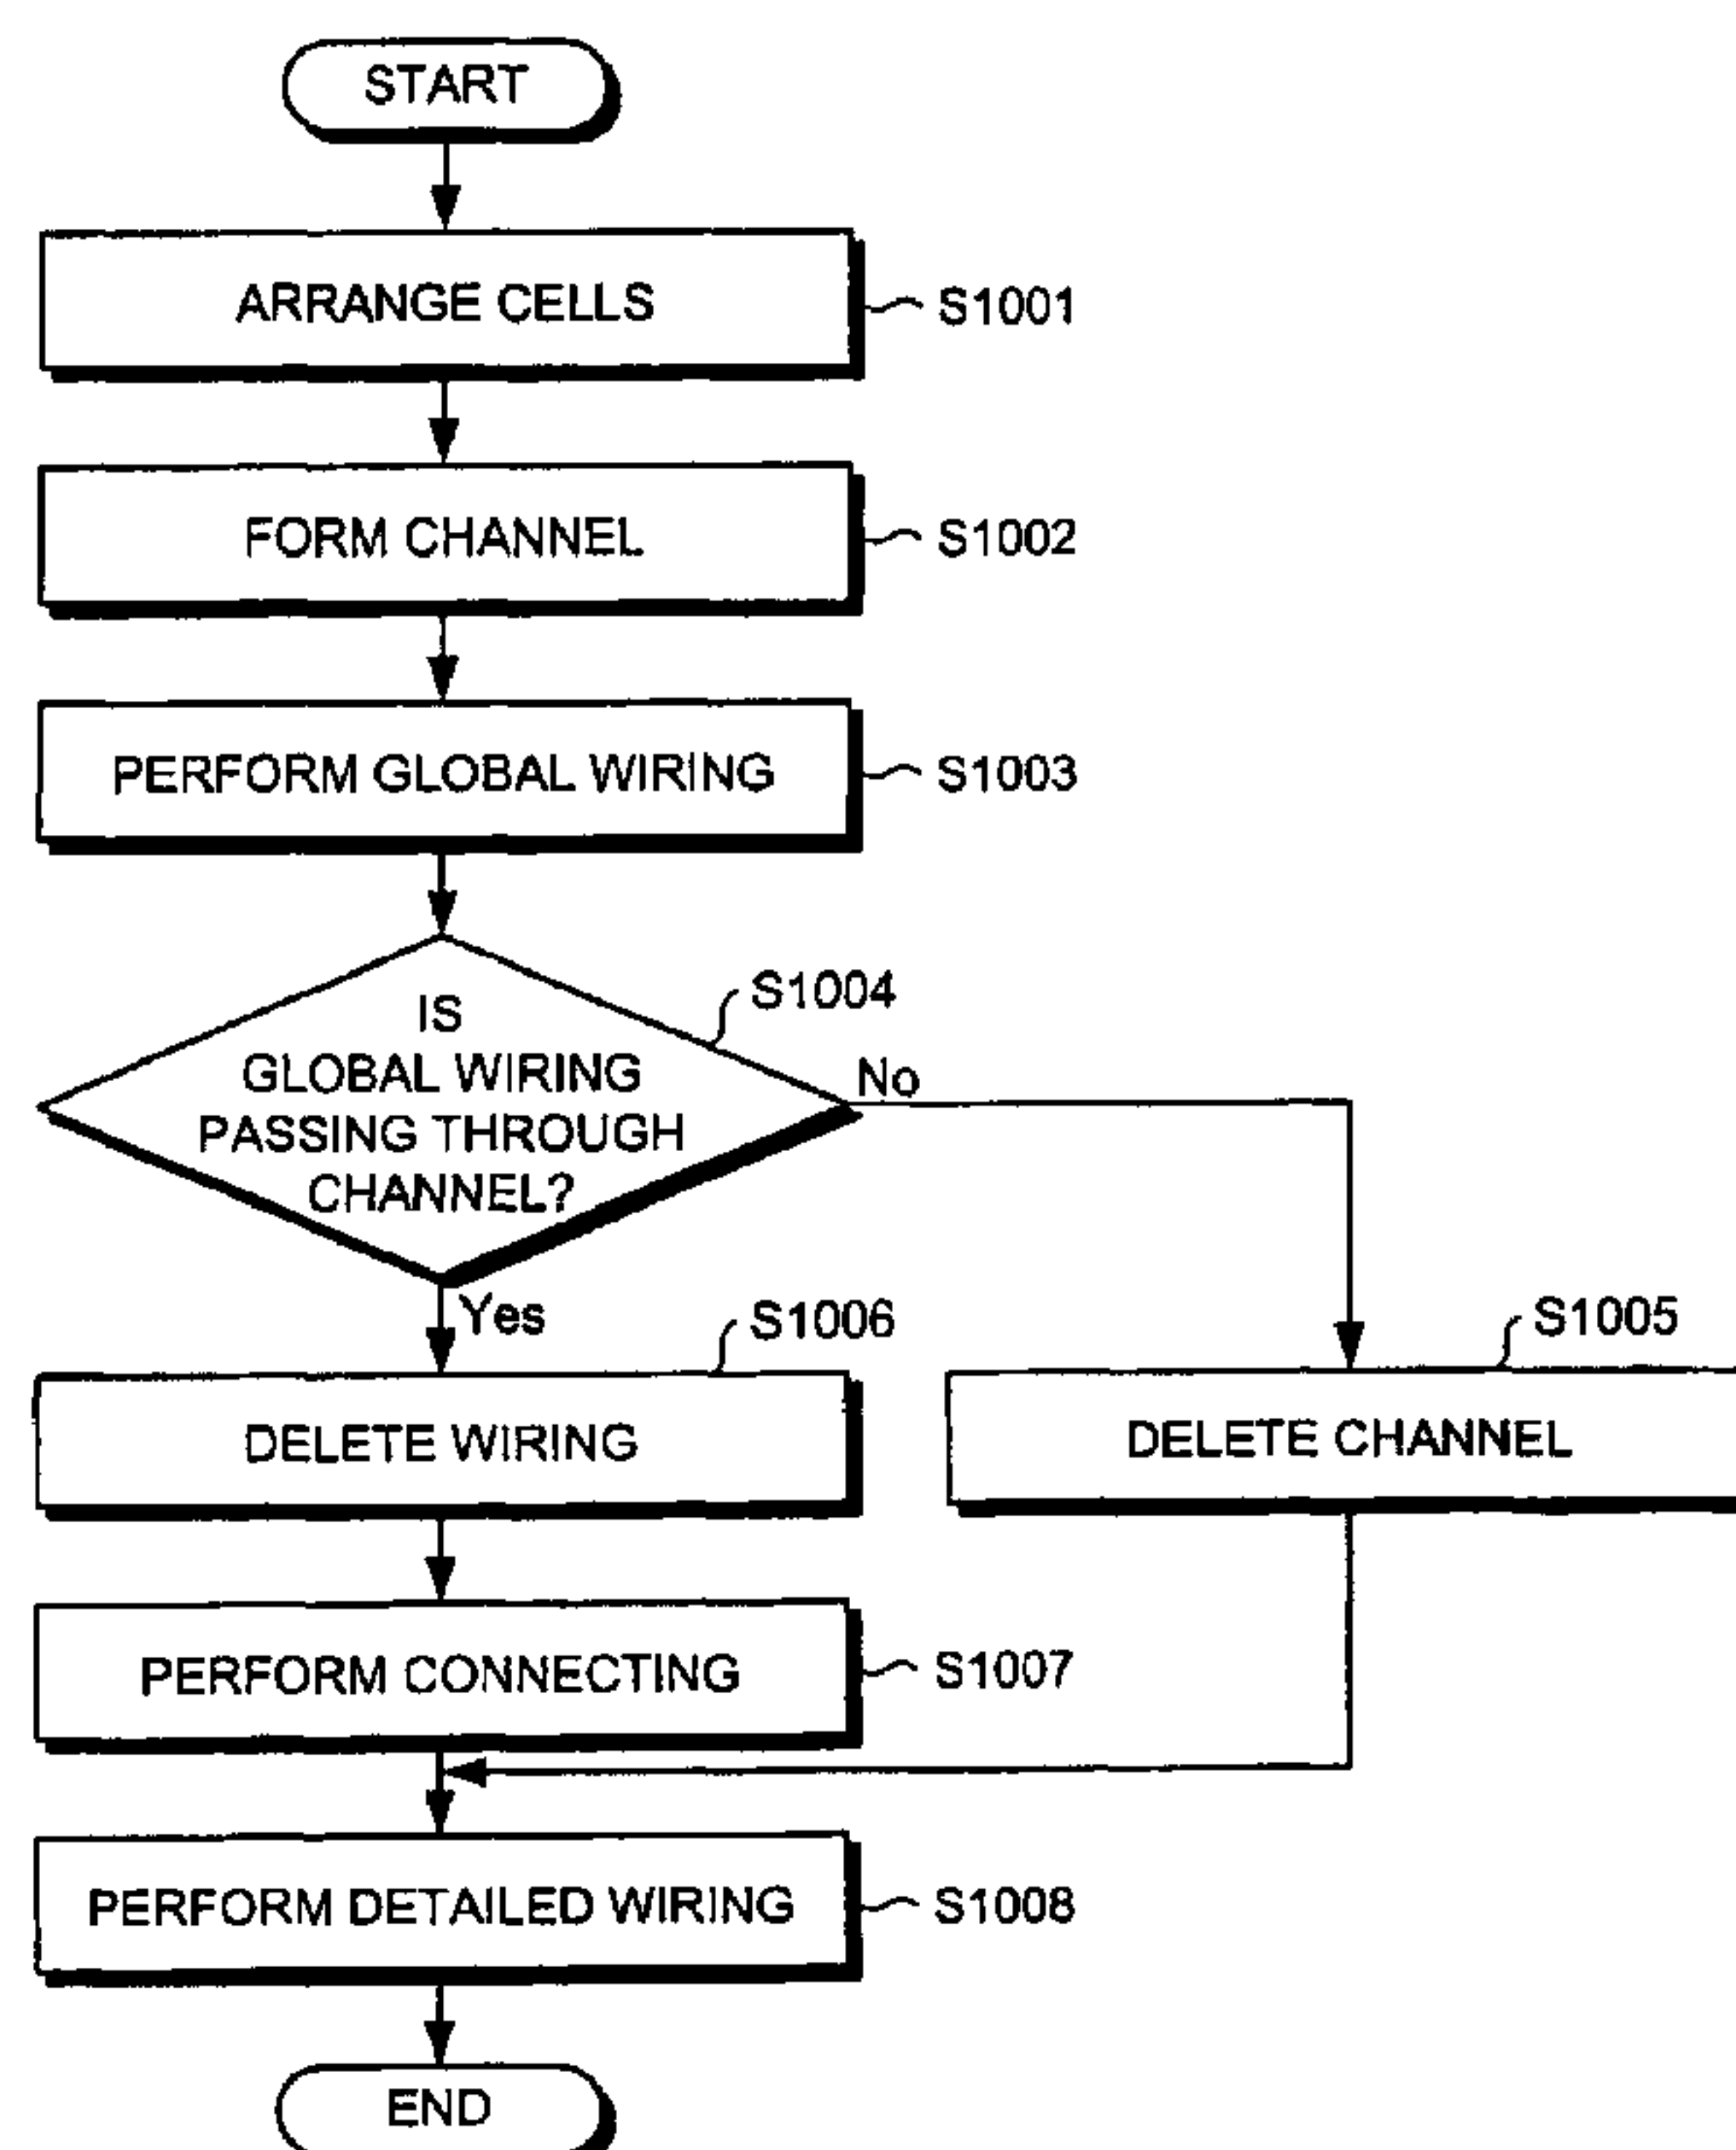 START
ARRANGE CELLS
S1001
FORM CHANNEL
S1002
PERFORM GLOBAL WIRING
S1003
IS
GLOBAL WIRING
PASSING THROUGH
CHANNEL?
S1004
No
Yes
S1006
DELETE WIRING
S1005
DELETE CHANNEL
PERFORM CONNECTING
S1007
PERFORM DETAILED WIRING
S1008
END